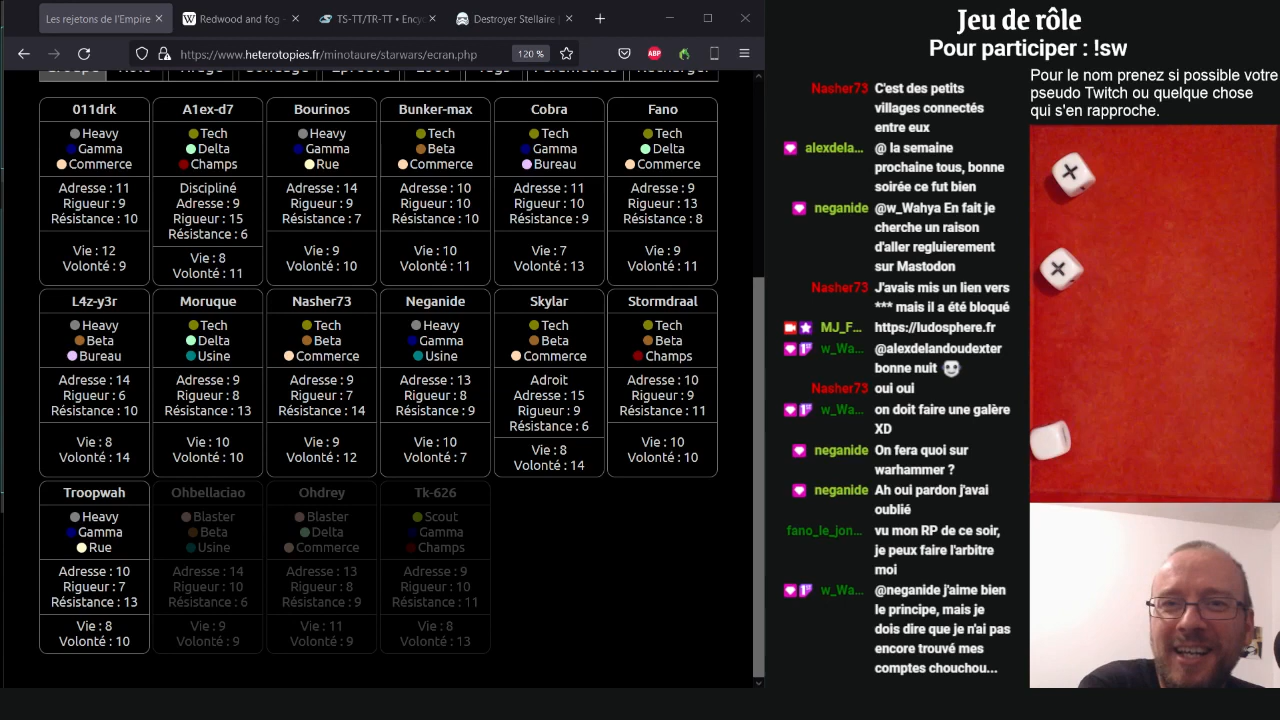 Les rejetons de l'Empire
Redwood and fog -
TS-TT/TR-TT • Ency
Destroyer Stellaire |
https://www.heterotopies.fr/minotaure/starwars/ecran.php
120 %
ABP
011drk
Heavy
Gamma
Commerce
Adresse : 11
Rigueur : 9
Résistance : 10
Vie : 12
Volonté : 9
A1ex-d7
Tech
Delta
Champs
Discipliné
Adresse : 9
Rigueur : 15
Résistance : 6
Vie : 8
Volonté : 11
Bourinos
Heavy
Gamma
Rue
Adresse : 14
Rigueur : 9
Résistance : 7
Vie : 9
Volonté : 10
Bunker-max
Tech
Beta
Commerce
Adresse : 10
Rigueur : 10
Résistance : 10
Vie : 10
Volonté : 11
Cobra
Tech
Gamma
Bureau
Adresse : 11
Rigueur : 10
Résistance : 9
Vie : 7
Volonté : 13
Fano
Tech
Delta
Commerce
Adresse : 9
Rigueur : 13
Résistance : 8
Vie : 9
Volonté : 11
L4z-y3r
Heavy
Beta
Bureau
Adresse : 14
Rigueur : 6
Résistance : 10
Vie : 8
Volonté : 14
Moruque
Tech
Delta
Usine
Adresse : 9
Rigueur : 8
Résistance : 13
Vie : 10
Volonté : 10
Nasher73
Tech
Beta
Commerce
Adresse : 9
Rigueur : 7
Résistance : 14
Vie : 9
Volonté : 12
Neganide
Heavy
Gamma
Usine
Adresse : 13
Rigueur : 8
Résistance : 9
Vie : 10
Volonté : 7
Skylar
Tech
Beta
Commerce
Adroit
Adresse : 15
Rigueur : 9
Résistance : 6
Vie : 8
Volonté : 14
Stormdraal
Tech
Beta
Champs
Adresse : 10
Rigueur : 9
Résistance : 11
Vie : 10
Volonté : 10
Troopwah
Heavy
Gamma
Rue
Adresse : 10
Rigueur : 7
Résistance : 13
Vie : 8
Volonté : 10
Ohbellaciao
Blaster
Beta
Usine
Adresse : 14
Rigueur : 10
Résistance : 6
Vie : 9
Volonté : 9
Ohdrey
Blaster
Delta
Commerce
Adresse : 13
Rigueur : 8
Résistance : 9
Vie : 11
Volonté : 9
Tk-626
Scout
Gamma
Champs
Adresse : 9
Rigueur : 10
Résistance : 11
Vie : 8
Volonté : 13
Nasher73 C'est des petits
villages connectés
entre eux
alexdela... @ la semaine
prochaine tous, bonne
soirée ce fut bien
neganide @w_Wahya En fait je
cherche un raison
d'aller regluierement
sur Mastodon
Nasher73 J'avais mis un lien vers
*** mais il a été bloqué
MJ_F... https://ludosphere.fr
w_Wa... @alexdelandoudexter
bonne nuit
Nasher73 oui oui
w_Wa... on doit faire une galère
XD
neganide On fera quoi sur
warhammer ?
neganide Ah oui pardon j'avai
oublié
fano_le_jon... vu mon RP de ce soir,
je peux faire l'arbitre
moi
w_Wa... @neganide j'aime bien
le principe, mais je
dois dire que je n'ai pas
encore trouvé mes
comptes chouchou...
Jeu de rôle
Pour participer : !sw
Pour le nom prenez si possible votre
pseudo Twitch ou quelque chose
qui s'en rapproche.